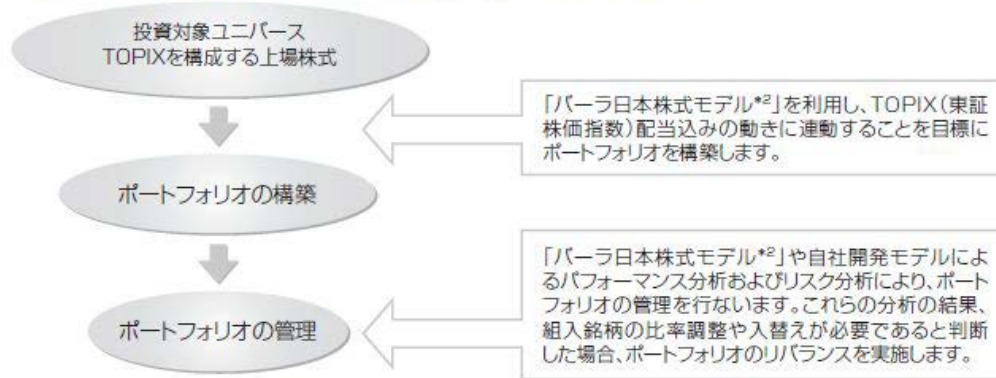 投資対象ユニバース
TOPIXを構成する上場株式
「バーラ日本株式モデル*2」を利用し、TOPIX(東証
株価指数)配当込みの動きに連動することを目標に
ポートフォリオを構築します。
ポートフォリオの構築
「バーラ日本株式モデル*2」や自社開発モデルによ
るパフォーマンス分析およびリスク分析により、ポート
フォリオの管理を行ないます。これらの分析の結果、
組入銘柄の比率調整や入替えが必要であると判断
した場合、ポートフォリオのリバランスを実施します。
ポートフォリオの管理